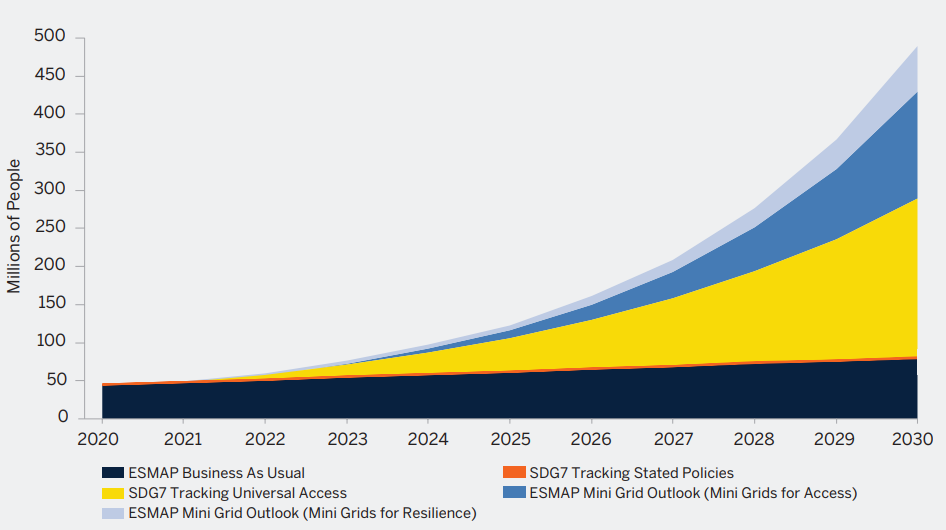 500
450
400
350
300
250
200
150
100
50
0
Millions of People
2020 2021 2022 2023 2024 2025 2026 2027 2028 2029 2030
ESMAP Business As Usual
SDG7 Tracking Stated Policies
SDG7 Tracking Universal Access
ESMAP Mini Grid Outlook (Mini Grids for Access)
ESMAP Mini Grid Outlook (Mini Grids for Resilience)